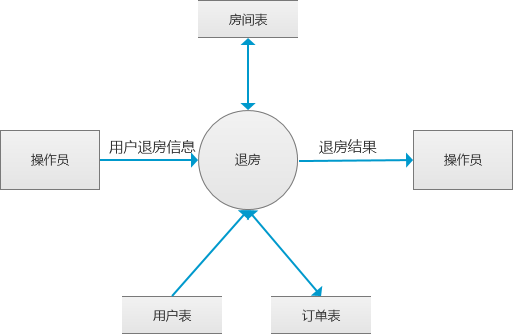 房间表
用户退房信息
退房结果
操作员
退房
操作员
用户表
订单表